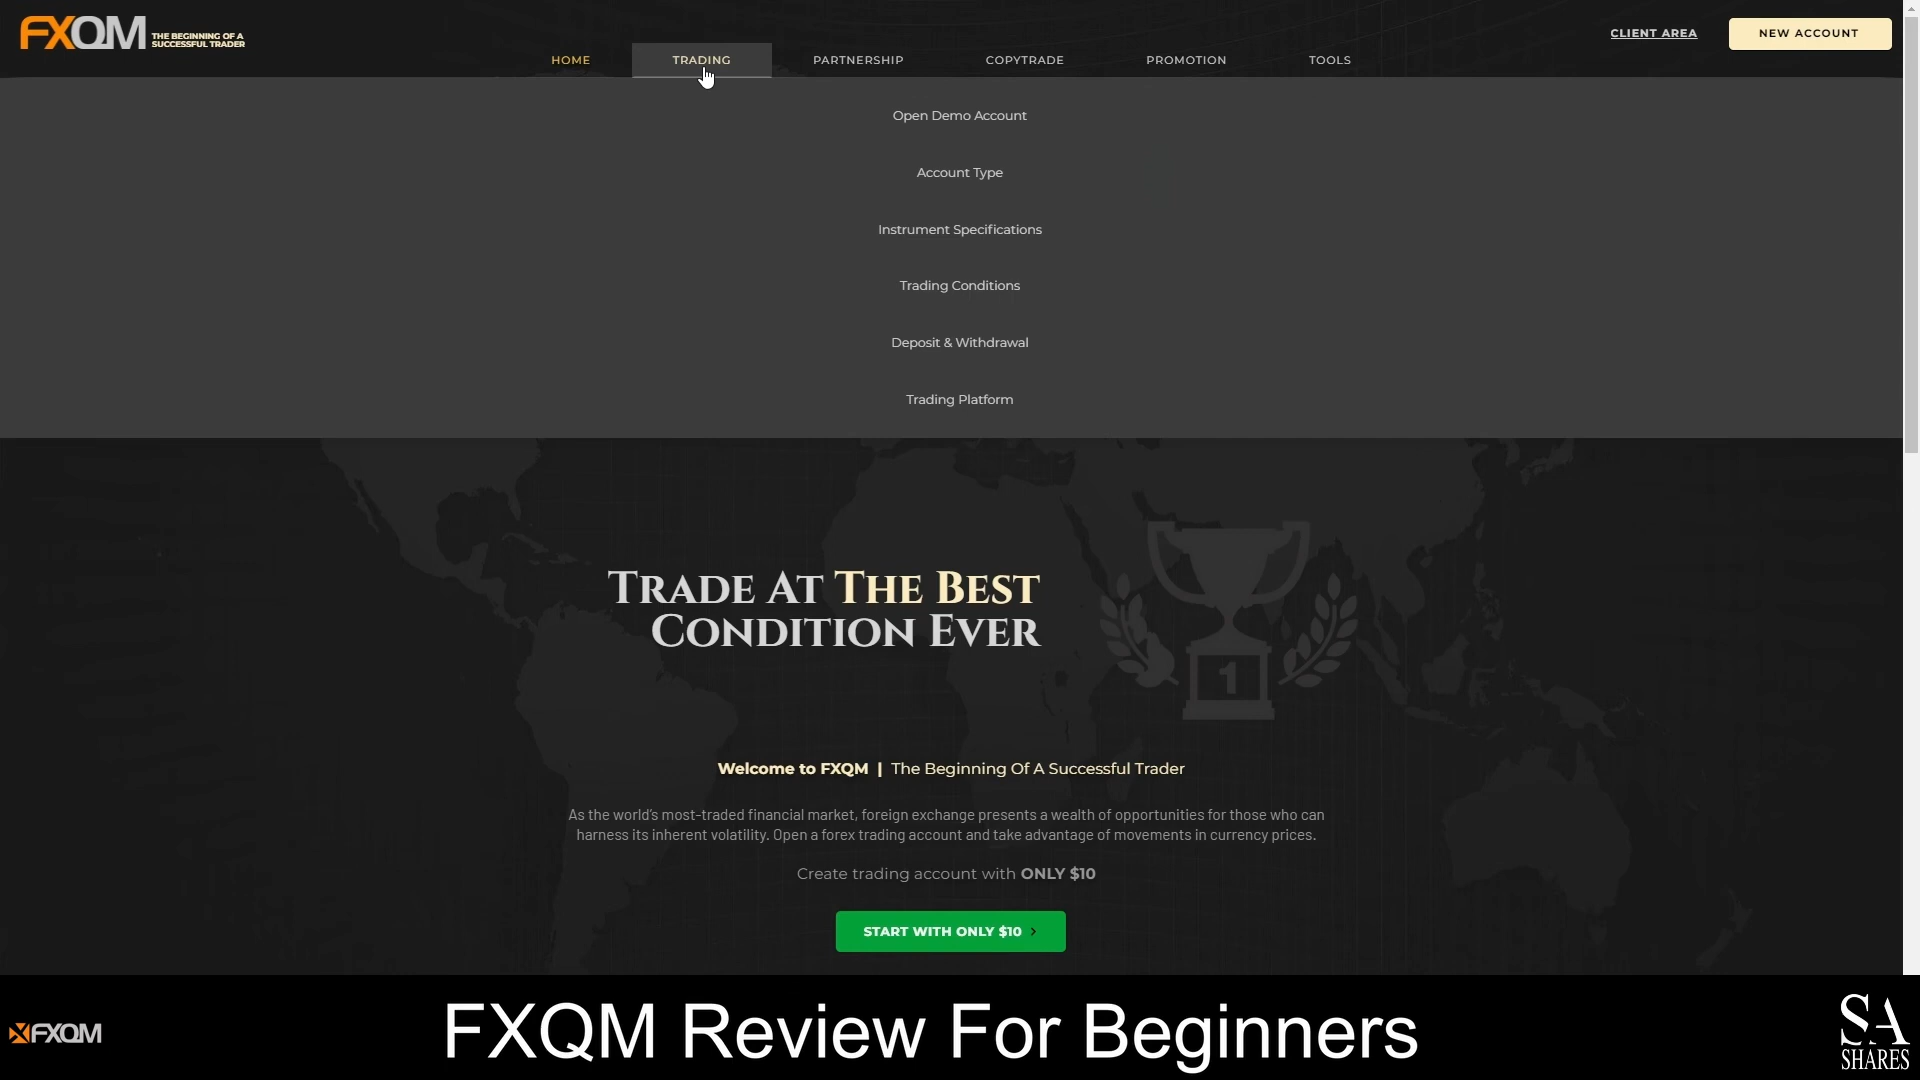 FXQM THE BEGINNING OF A
SUCCESSFUL TRADER
CLIENT AREA
NEW ACCOUNT
HOME
TRADING
PARTNERSHIP
COPYTRADE
PROMOTION
TOOLS
Open Demo Account
Account Type
Instrument Specifications
Trading Conditions
Deposit & Withdrawal
Trading Platform
TRADE AT THE BEST
CONDITION EVER
1
Welcome to FXQM | The Beginning Of A Successful Trader
As the world's most-traded financial market, foreign exchange presents a wealth of opportunities for those who can
harness its inherent volatility. Open a forex trading account and take advantage of movements in currency prices.
Create trading account with ONLY $10
START WITH ONLY $10 >
FXQM
FXQM Review For Beginners
SA
SHARES